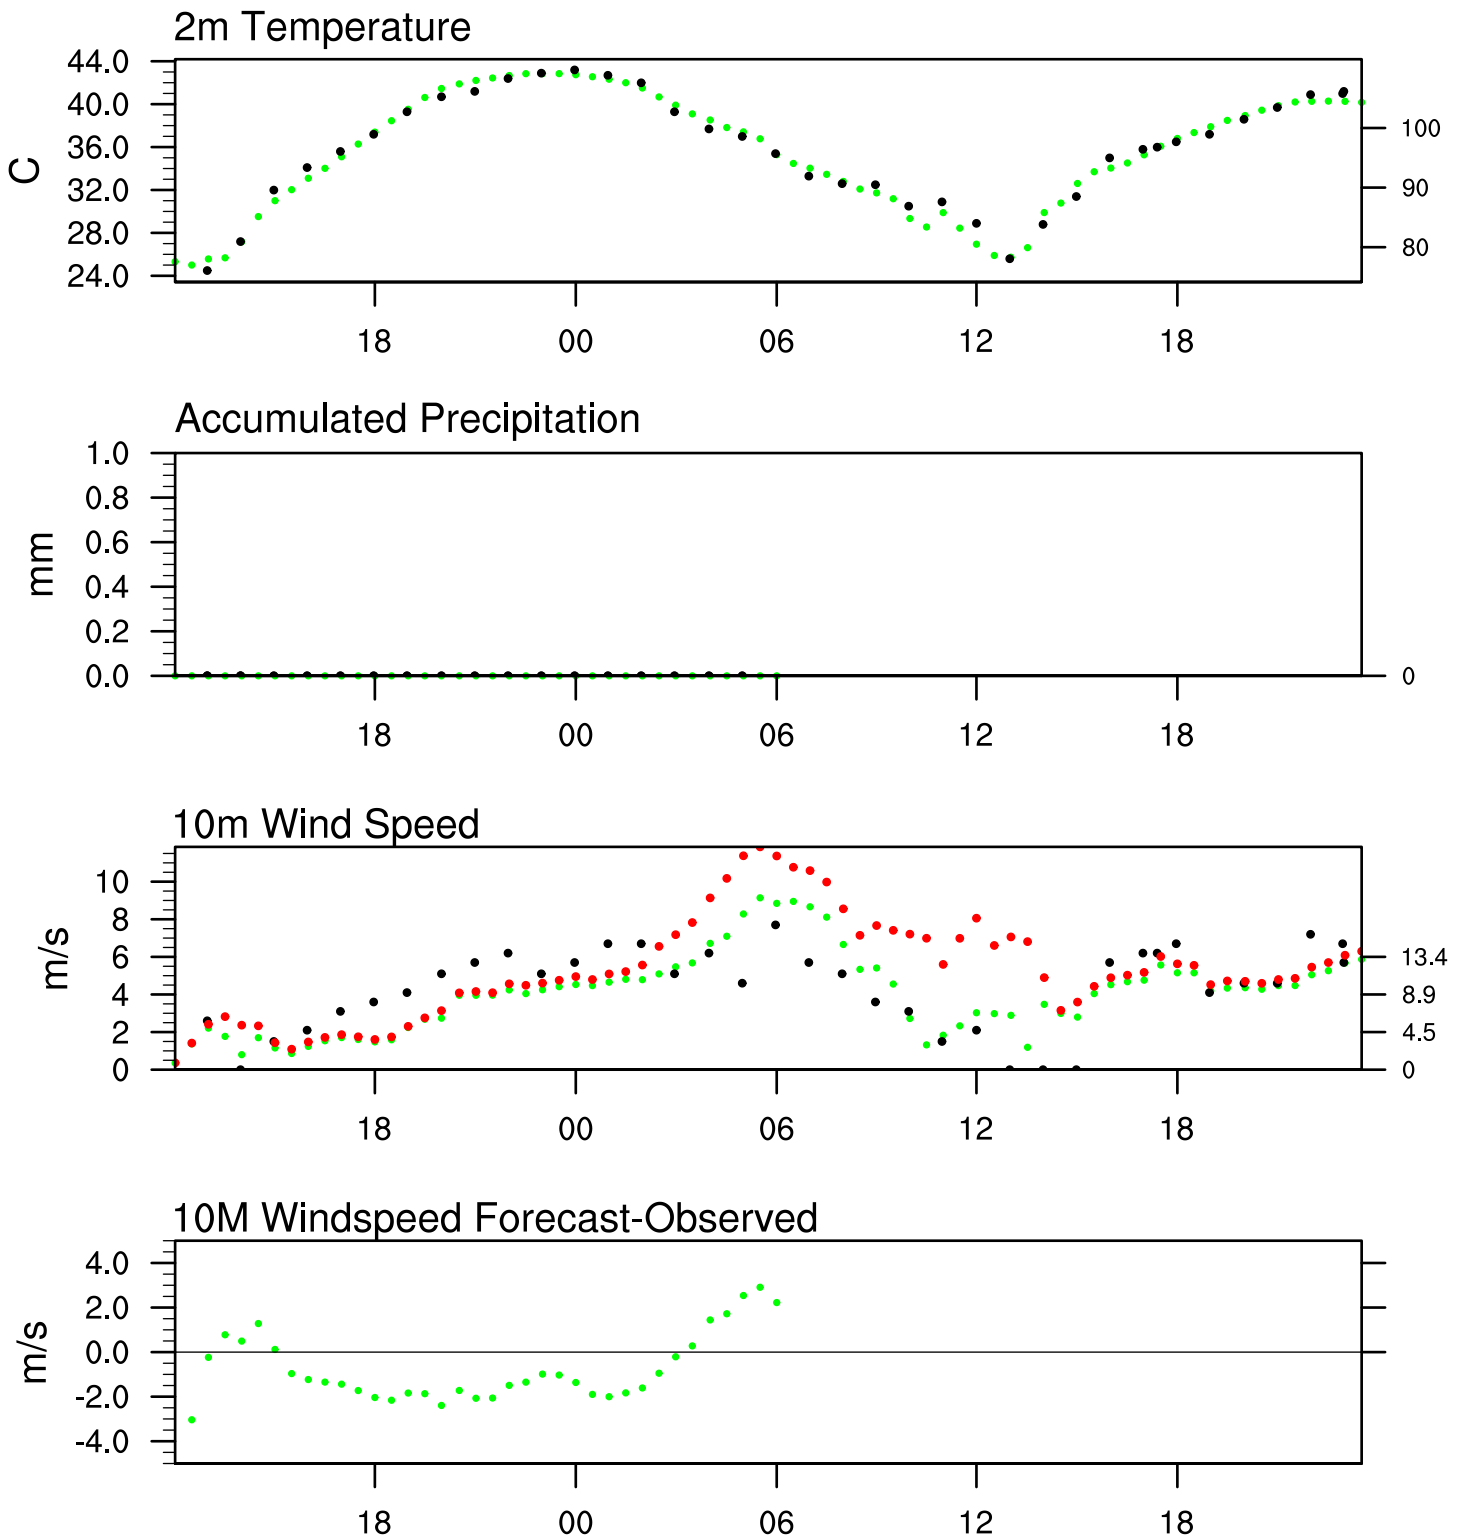 2m Temperature
44.0
40.0
36.0
32.0
28.0
24.0
C
100
90
80
18 00 06 12 18
Accumulated Precipitation
1.0
0.8
0.6
0.4
0.2
0.0
mm
0
18 00 06 12 18
10m Wind Speed
10
8
6
4
2
0
m/s
13.4
8.9
4.5
0
18 00 06 12 18
10M Windspeed Forecast-Observed
4.0
2.0
0.0
-2.0
-4.0
m/s
18 00 06 12 18